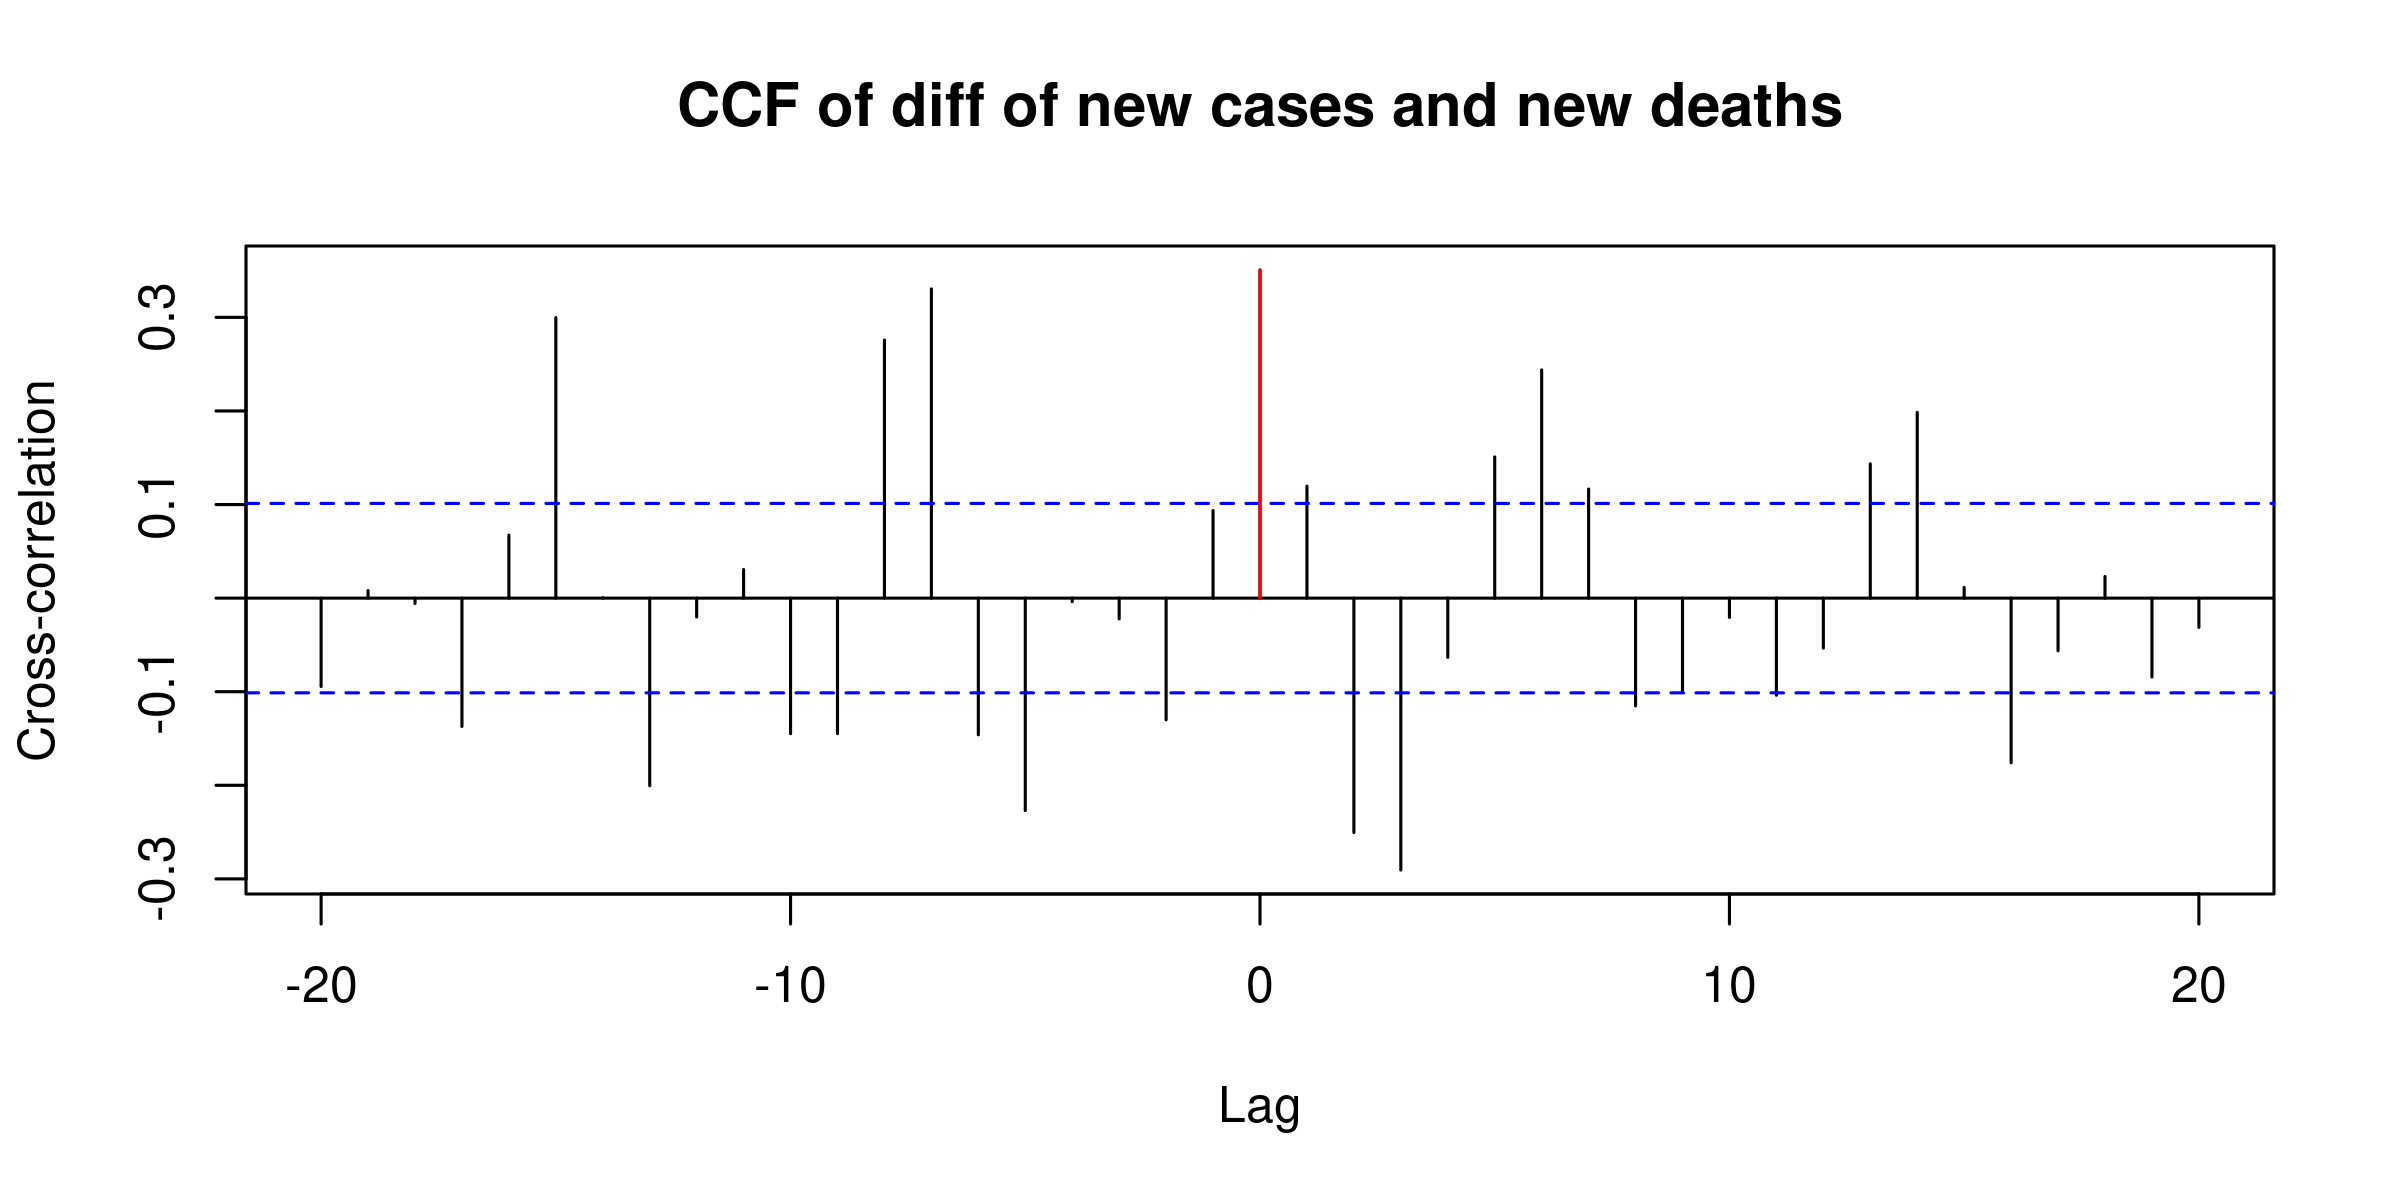 CCF of diff of new cases and new deaths
Cross-correlation
0.3
0.1
-0.1
-0.3
-20 -10 0 10 20
Lag